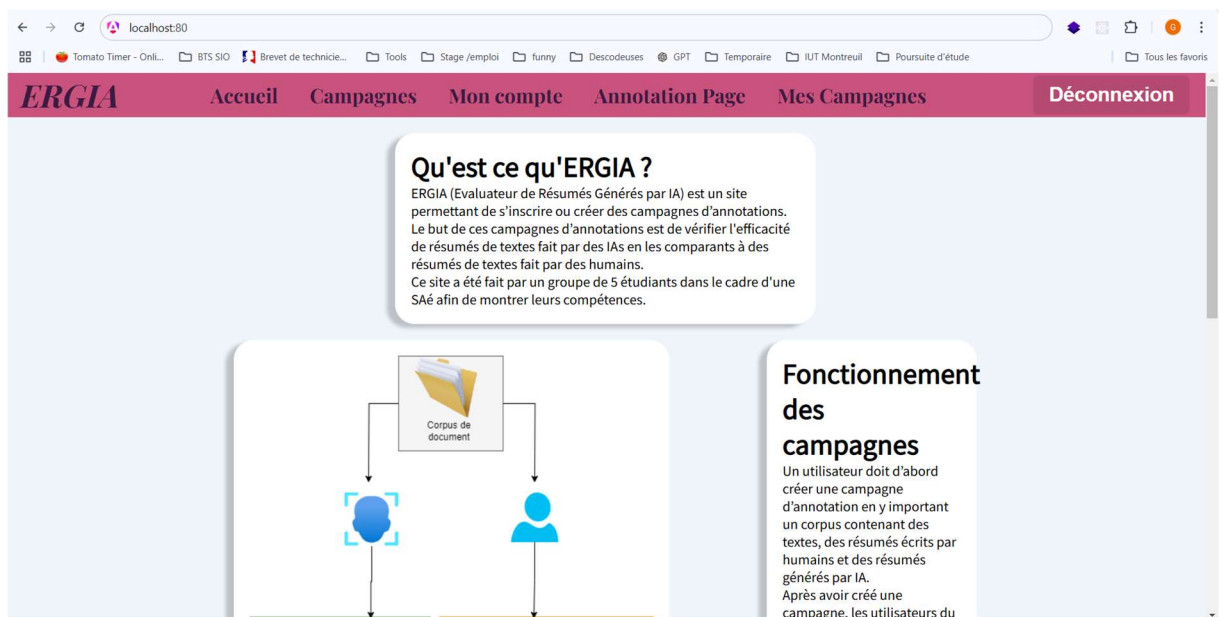 localhost:80
G
Tomato Timer - Onli...
BTS SIO
Brevet de technicie...
Tools
Stage /emploi
funny
Descodeuses
GPT
Temporaire
IUT Montreuil
Poursuite d'étude
Tous les favoris
ERGIA
Accueil
Campagnes
Mon compte
Annotation Page
Mes Campagnes
Déconnexion
Qu'est ce qu'ERGIA ?
ERGIA (Evaluateur de Résumés Générés par IA) est un site
permettant de s'inscrire ou créer des campagnes d'annotations.
Le but de ces campagnes d'annotations est de vérifier l'efficacité
de résumés de textes fait par des IAs en les comparants à des
résumés de textes fait par des humains.
Ce site a été fait par un groupe de 5 étudiants dans le cadre d'une
SAé afin de montrer leurs compétences.
Corpus de
document
Fonctionnement
des
campagnes
Un utilisateur doit d'abord
créer une campagne
d'annotation en y important
un corpus contenant des
textes, des résumés écrits par
humains et des résumés
générés par IA.
Après avoir créé une
campagne, les utilisateurs du